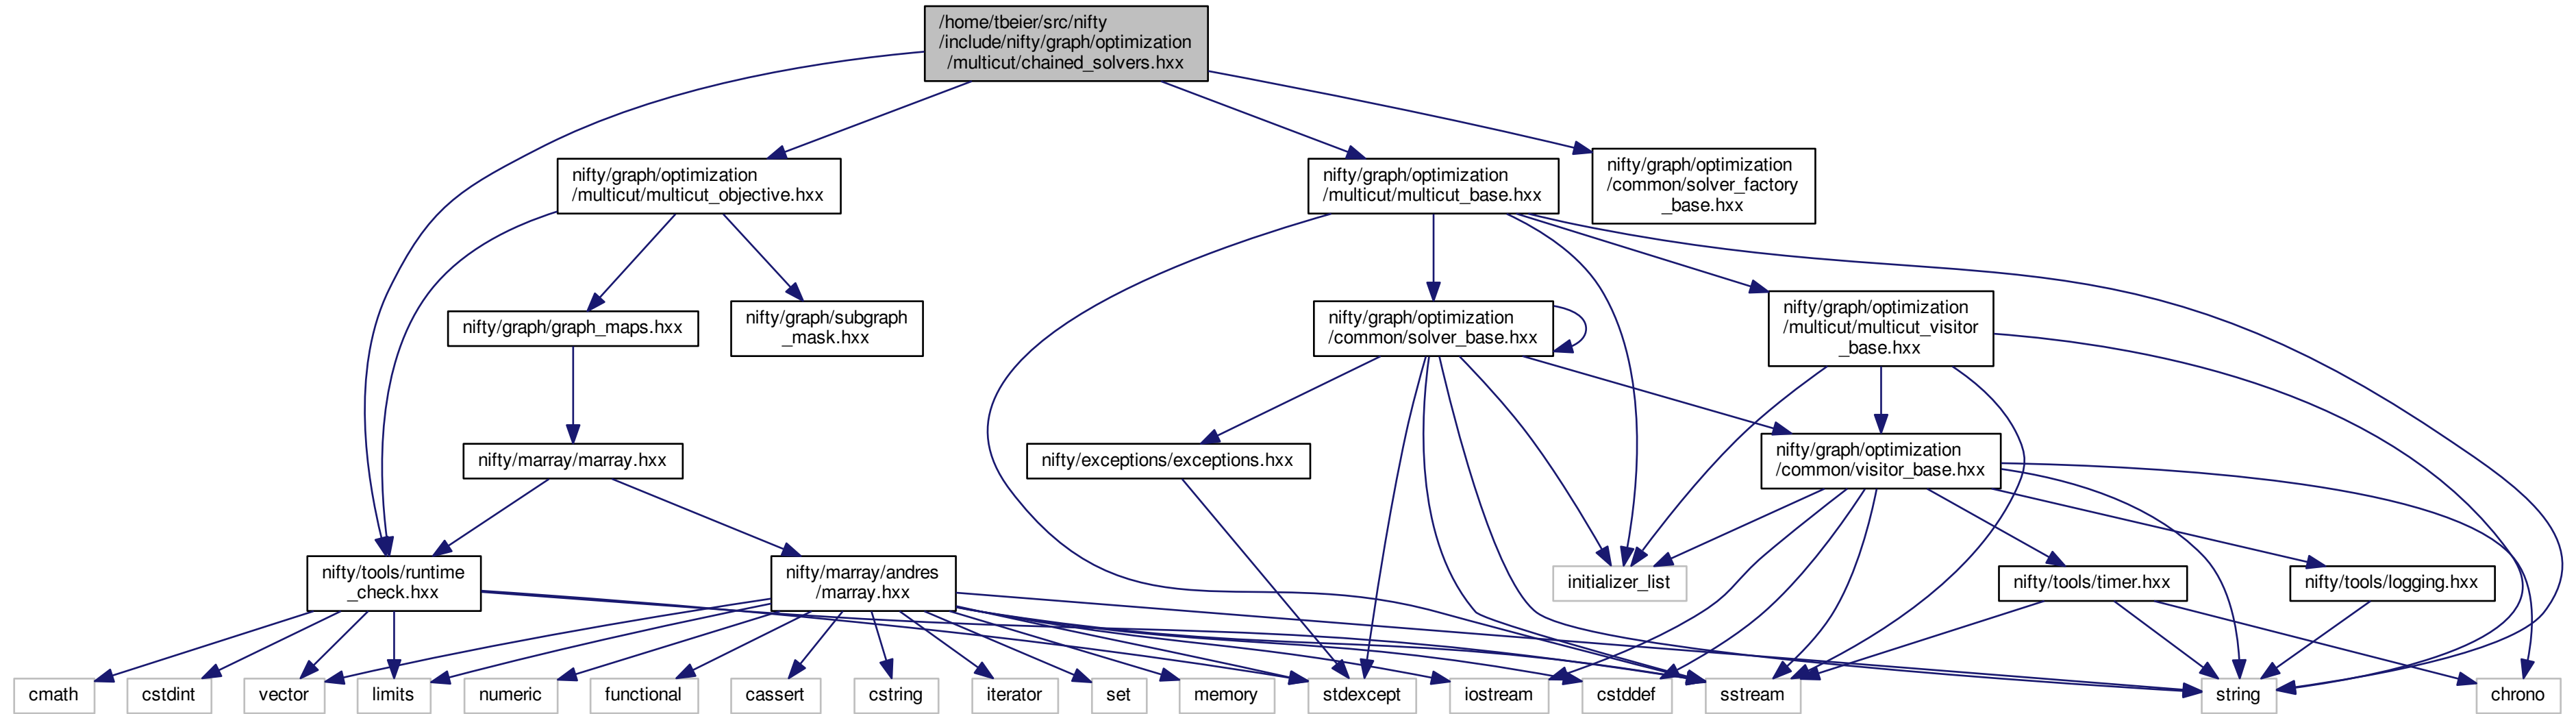 /home/tbeier/src/nifty
/include/nifty/graph/optimization
/multicut/chained_solvers.hxx
nifty/graph/optimization
/multicut/multicut_objective.hxx
nifty/graph/optimization
/multicut/multicut_base.hxx
nifty/graph/optimization
/common/solver_factory
_base.hxx
nifty/graph/graph_maps.hxx
nifty/graph/subgraph
_mask.hxx
nifty/graph/optimization
/common/solver_base.hxx
nifty/graph/optimization
/multicut/multicut_visitor
_base.hxx
nifty/marray/marray.hxx
nifty/exceptions/exceptions.hxx
nifty/graph/optimization
/common/visitor_base.hxx
nifty/tools/runtime
_check.hxx
nifty/marray/andres
/marray.hxx
initializer_list
nifty/tools/timer.hxx
nifty/tools/logging.hxx
cmath
cstdint
vector
limits
numeric
functional
cassert
cstring
iterator
set
memory
stdexcept
iostream
cstddef
sstream
string
chrono